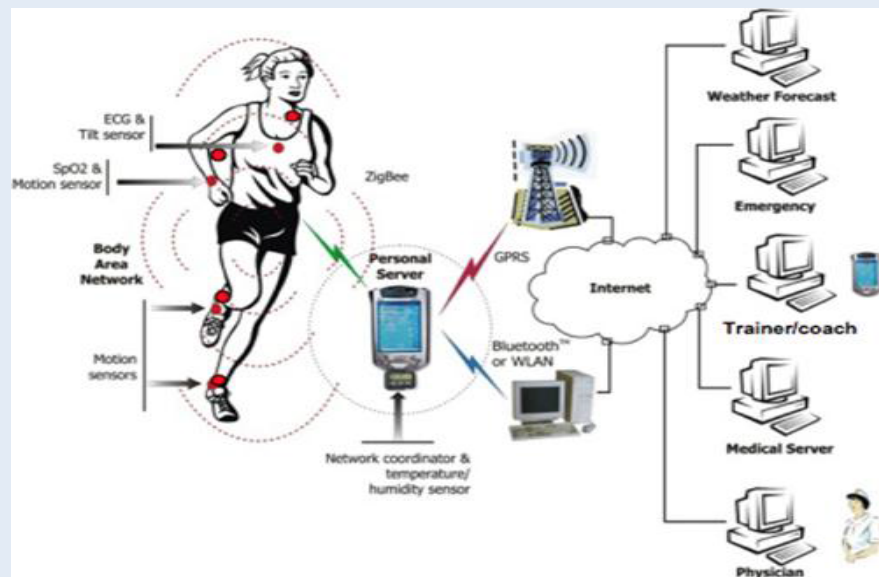 ECG &
Tilt sensor
SpO2 &
Motion sensor
Body
Area
Network
Motion
sensors
ZigBee
Personal
Server
Network coordinator &
temperature/
humidity sensor
GPRS
Bluetooth™
or WLAN
Internet
Weather Forecast
Emergency
Trainer/coach
Medical Server
Physician